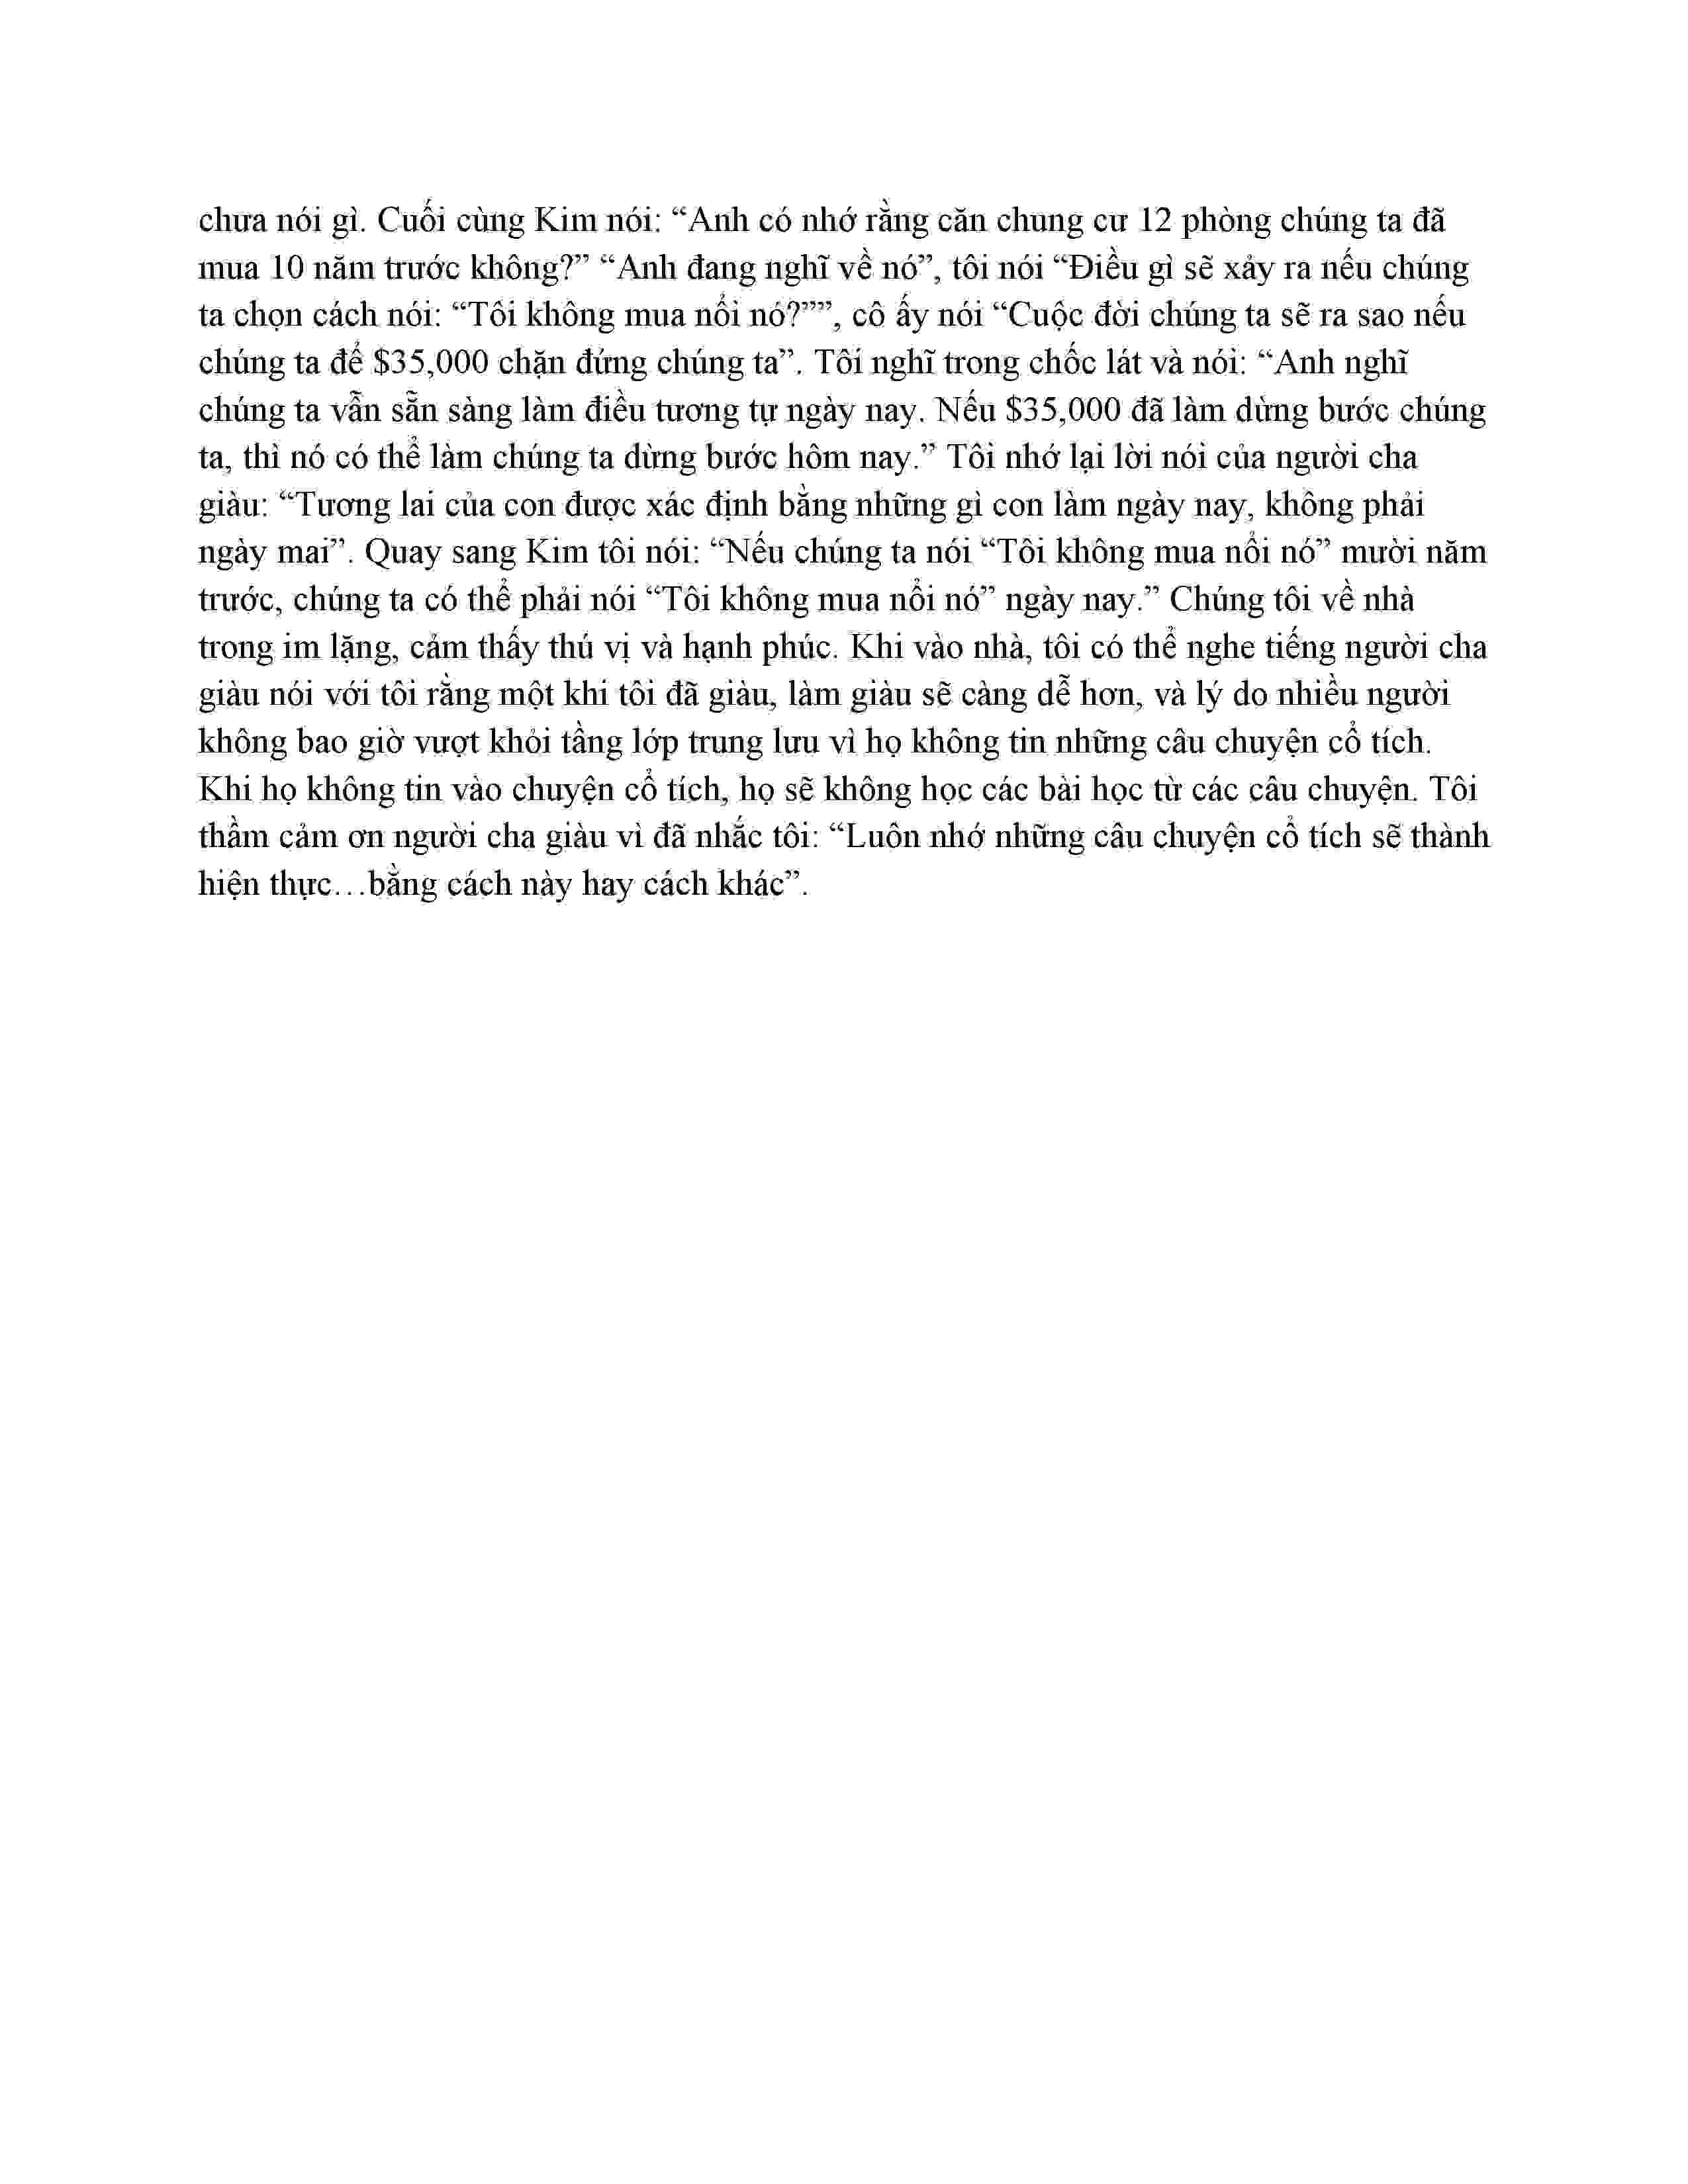 chưa nói gì. Cuối cùng Kim nói: “Anh có nhớ rằng căn chung cư 12 phòng chúng ta đã
mua 10 năm trước không?” “Anh đang nghĩ về nó”, tôi nói “Điều gì sẽ xảy ra nếu chúng
ta chọn cách nói: “Tôi không mua nổi nó?””, cô ấy nói “Cuộc đời chúng ta sẽ ra sao nếu
chúng ta để $35,000 chặn đứng chúng ta”. Tôi nghĩ trong chốc lát và nói: “Anh nghĩ
chúng ta vẫn sẵn sàng làm điều tương tự ngày nay. Nếu $35,000 đã làm dừng bước chúng
ta, thì nó có thể làm chúng ta dừng bước hôm nay.” Tôi nhớ lại lời nói của người cha
giàu: “Tương lai của con được xác định bằng những gì con làm ngày nay, không phải
ngày mai”. Quay sang Kim tôi nói: “Nếu chúng ta nói “Tôi không mua nổi nó” mười năm
trước, chúng ta có thể phải nói “Tôi không mua nổi nó” ngày nay.” Chúng tôi về nhà
trong im lặng, cảm thấy thú vị và hạnh phúc. Khi vào nhà, tôi có thể nghe tiếng người cha
giàu nói với tôi rằng một khi tôi đã giàu, làm giàu sẽ càng dễ hơn, và lý do nhiều người
không bao giờ vượt khỏi tầng lớp trung lưu vì họ không tin những câu chuyện cổ tích.
Khi họ không tin vào chuyện cổ tích, họ sẽ không học các bài học từ các câu chuyện. Tôi
thầm cảm ơn người cha giàu vì đã nhắc tôi: “Luôn nhớ những câu chuyện cổ tích sẽ thành
hiện thực…bằng cách này hay cách khác”.